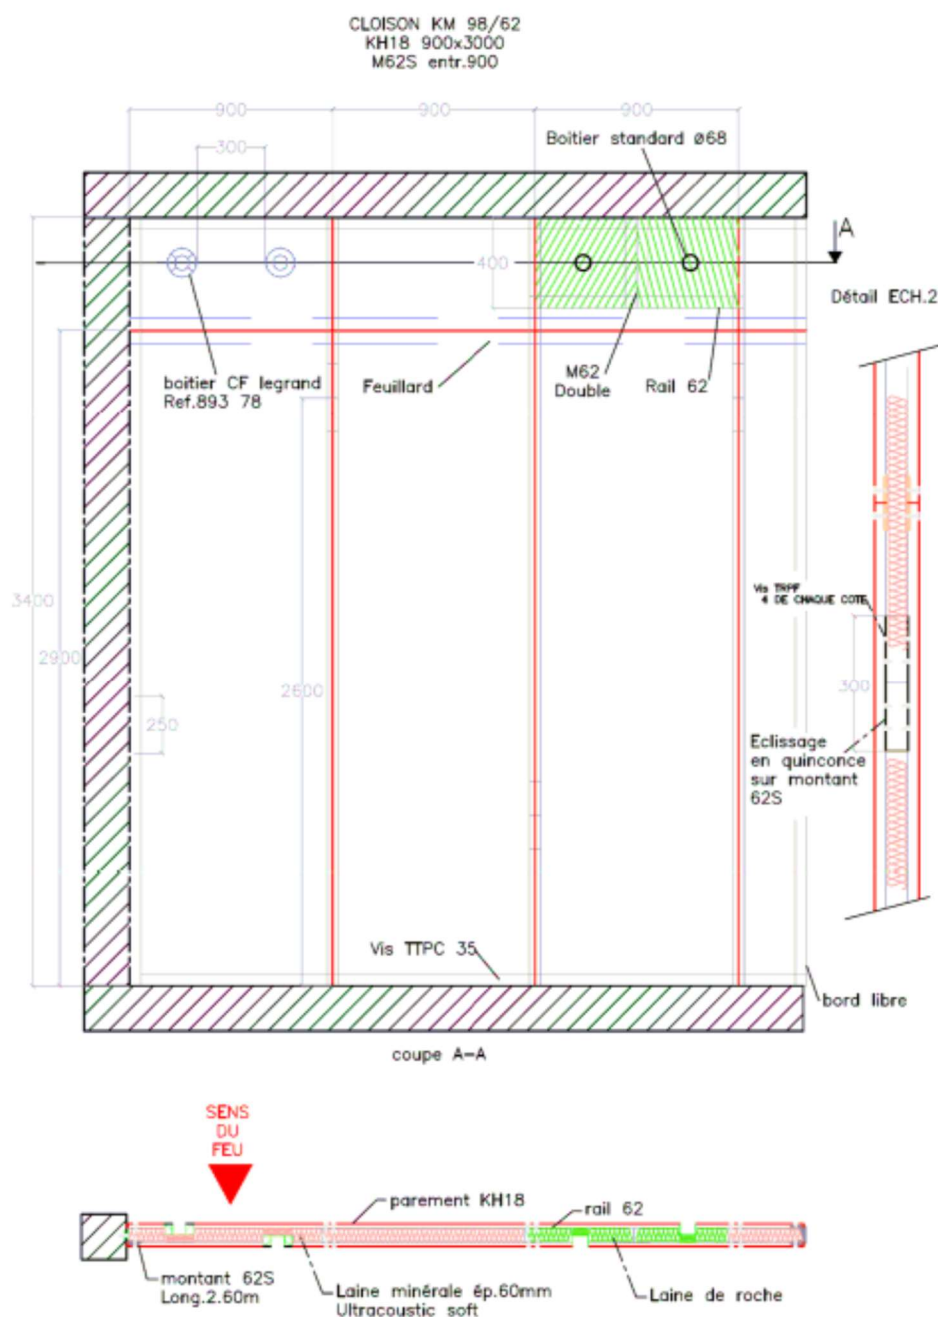 CLOISON KM 98/62
KH18 900x3000
M62S entr.900
900
900
900
300
Boitier standard ø68
A
400
Détail ECH.2
boitier CF legrand
Ref.893 78
Feuillard
M62
Double
Rail 62
3400
2900
2600
250
Vis TRPF
4 DE CHAQUE COTE
300
Eclissage
en quinconce
sur montant
62S
Vis TTPC 35
bord libre
coupe A-A
SENS
DU
FEU
parement KH18
rail 62
montant 62S
Long.2.60m
Laine minérale ép.60mm
Ultracoustic soft
Laine de roche